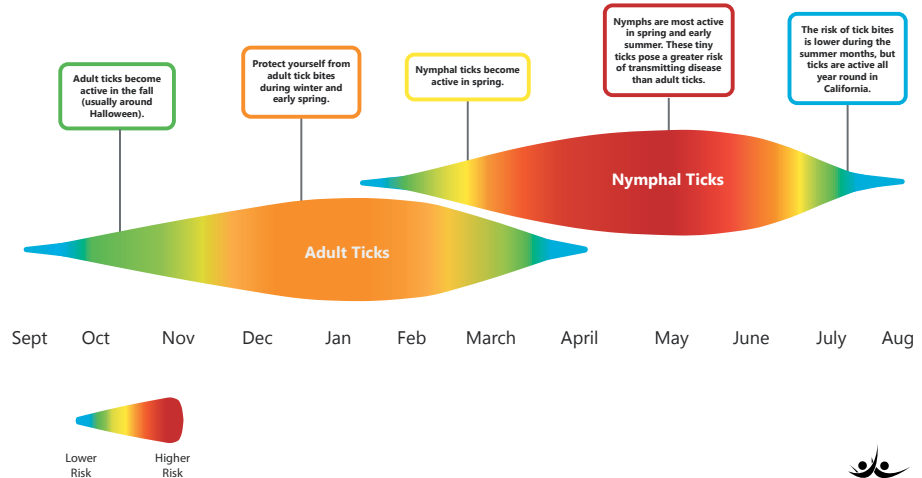 Adult ticks become
active in the fall
(usually around
Halloween).
Protect yourself from
adult tick bites
during winter and
early spring.
Nymphal ticks become
active in spring.
Nymphs are most active
in spring and early
summer. These tiny
ticks pose a greater risk
of transmitting disease
than adult ticks.
The risk of tick bites
is lower during the
summer months, but
ticks are active all
year round in
California.
Nymphal Ticks
Adult Ticks
Sept Oct Nov Dec Jan Feb March April May June July Aug
Lower
Risk
Higher
Risk